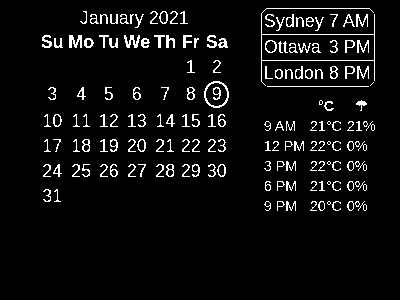 January 2021
Su Mo Tu We Th Fr Sa
1 2
3 4 5 6 7 8 9
10 11 12 13 14 15 16
17 18 19 20 21 22 23
24 25 26 27 28 29 30
31
Sydney 7 AM
Ottawa 3 PM
London 8 PM
°C ☂
9 AM 21°C 21%
12 PM 22°C 0%
3 PM 22°C 0%
6 PM 21°C 0%
9 PM 20°C 0%